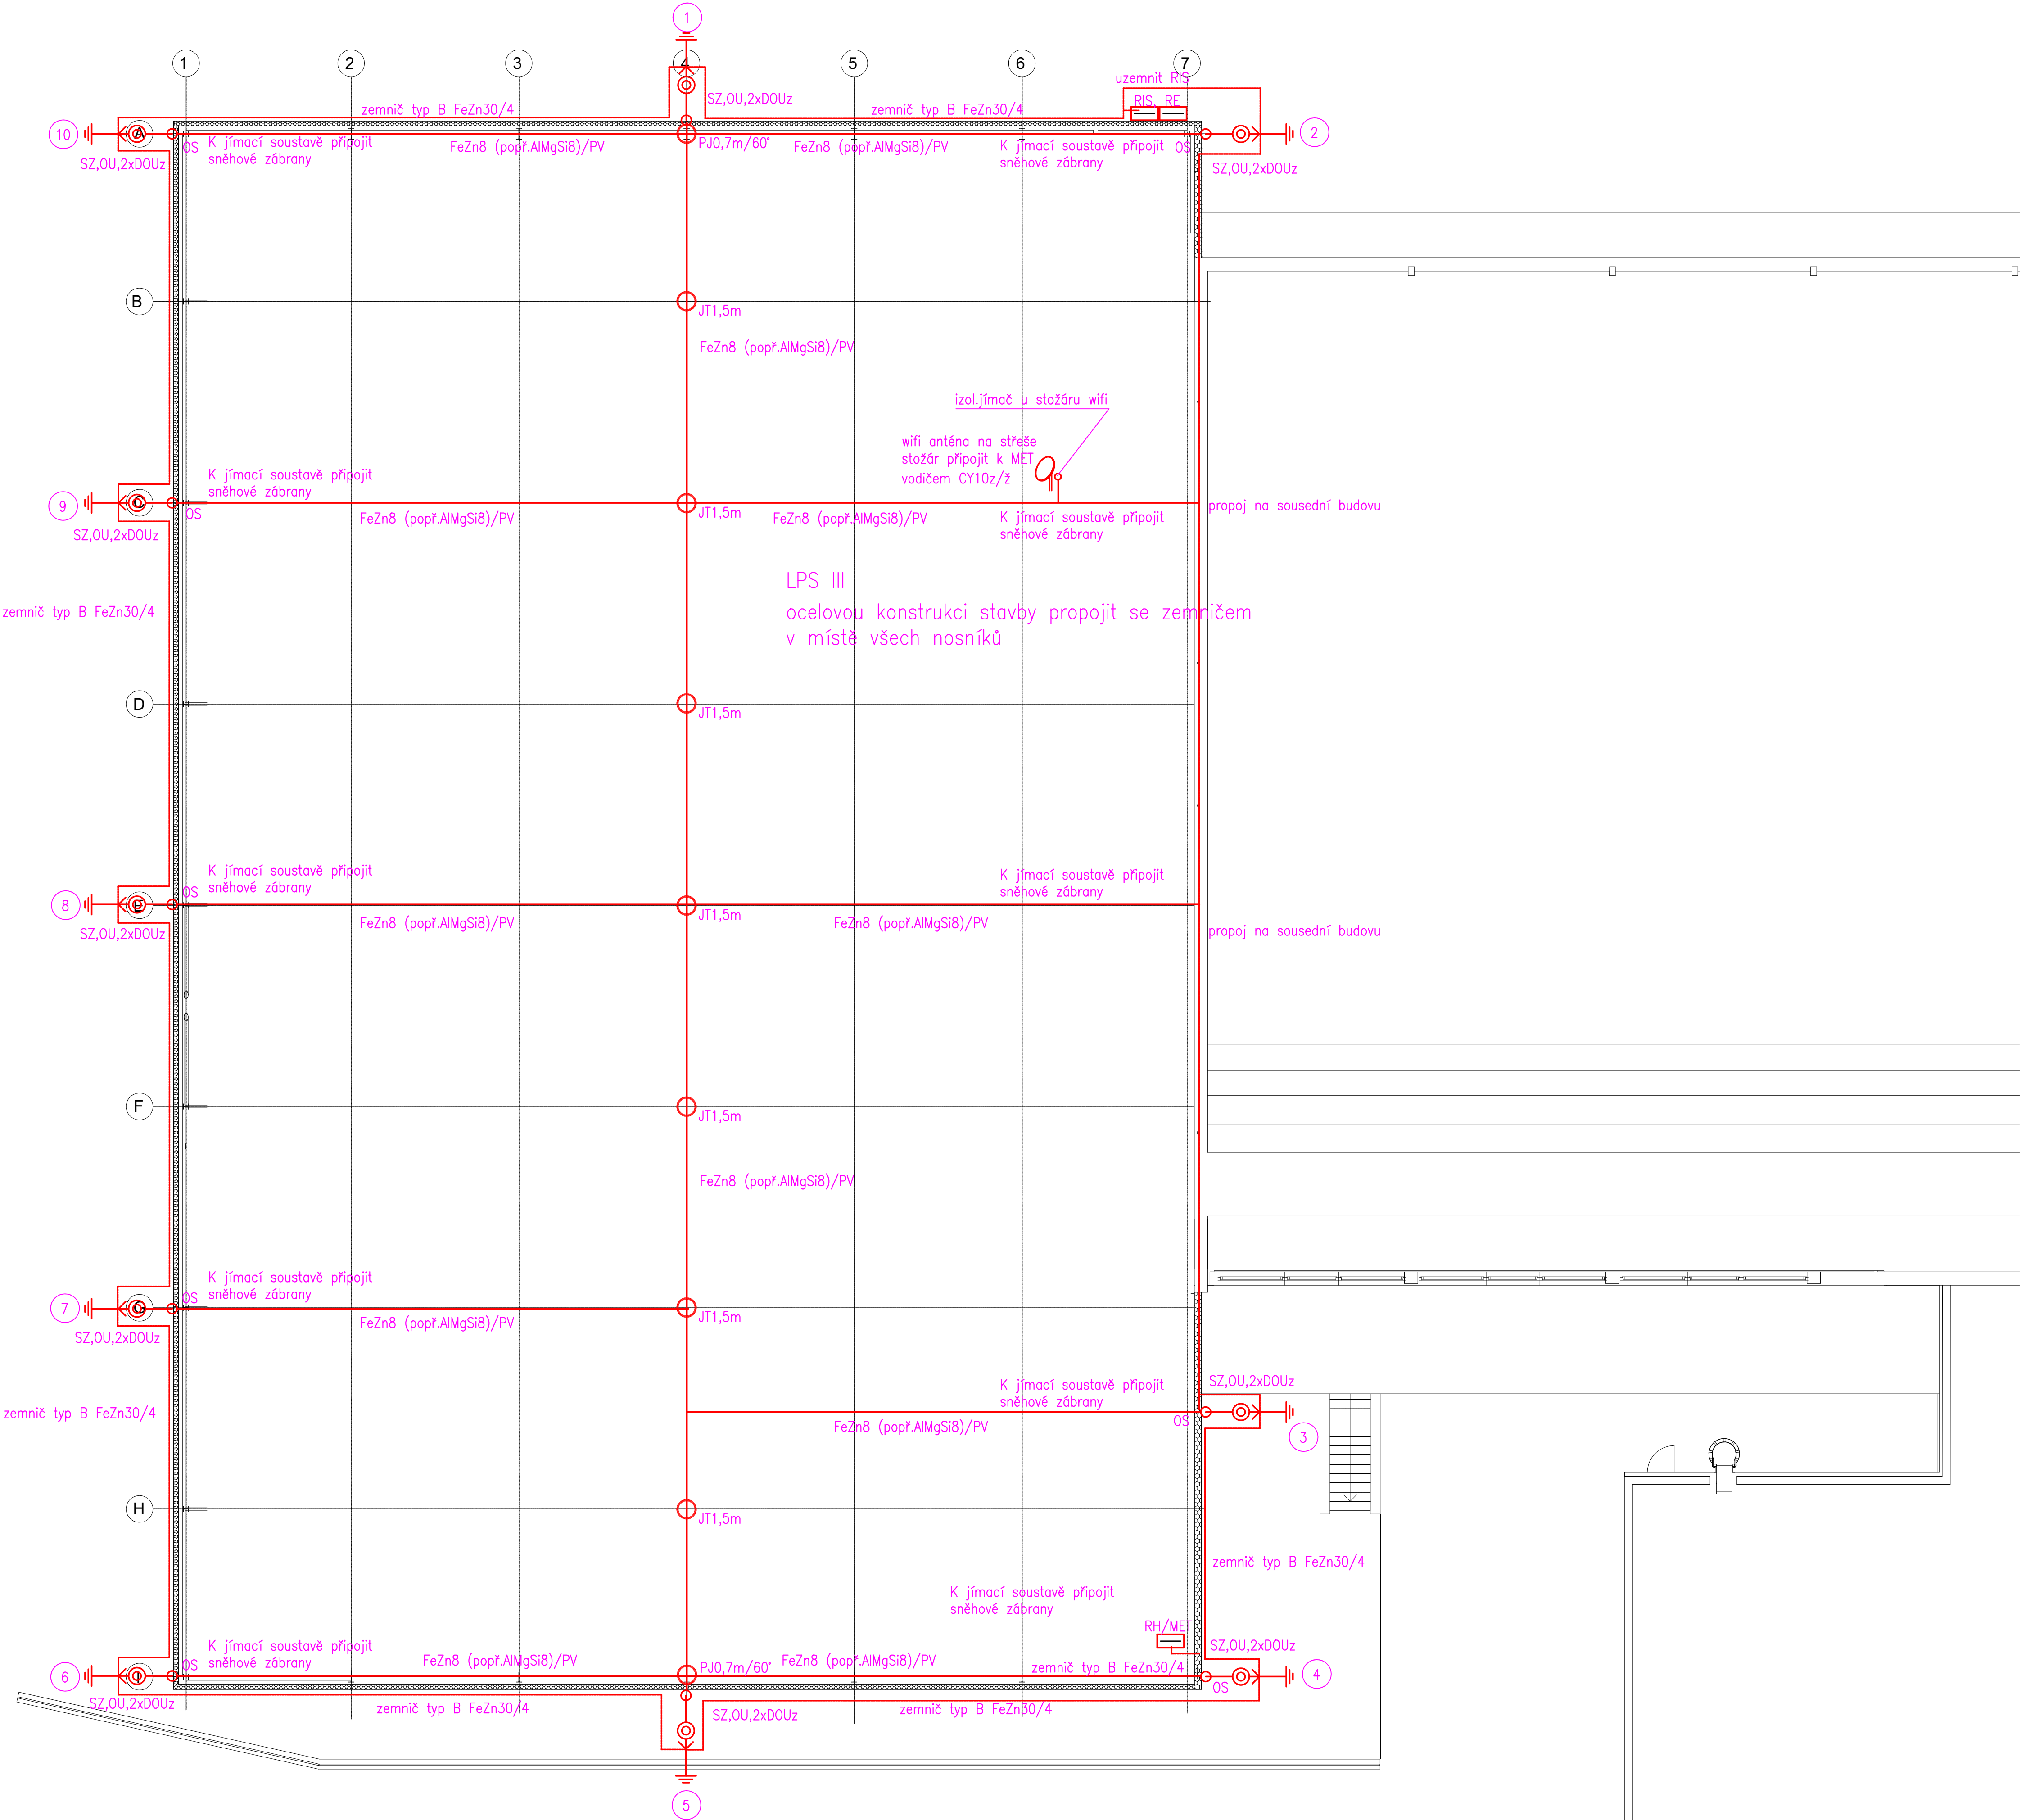 1
1
2
3
4
5
6
7
uzemnit RIS
RIS, RE
SZ,OU,2xDOUz
zemnič typ B FeZn30/4
zemnič typ B FeZn30/4
10
A
2
OS
K jímací soustavě připojit
sněhové zábrany
FeZn8 (popř.AlMgSi8)/PV
PJ0,7m/60°
FeZn8 (popř.AlMgSi8)/PV
K jímací soustavě připojit
sněhové zábrany
OS
SZ,OU,2xDOUz
SZ,OU,2xDOUz
B
JT1,5m
FeZn8 (popř.AlMgSi8)/PV
izol.jímač u stožáru wifi
wifi anténa na střeše
stožár připojit k MET
vodičem CY10z/ž
K jímací soustavě připojit
sněhové zábrany
9
C
OS
FeZn8 (popř.AlMgSi8)/PV
JT1,5m
FeZn8 (popř.AlMgSi8)/PV
K jímací soustavě připojit
sněhové zábrany
propoj na sousední budovu
SZ,OU,2xDOUz
LPS III
ocelovou konstrukci stavby propojit se zemničem
v místě všech nosníků
zemnič typ B FeZn30/4
D
JT1,5m
K jímací soustavě připojit
sněhové zábrany
K jímací soustavě připojit
sněhové zábrany
8
E
OS
FeZn8 (popř.AlMgSi8)/PV
JT1,5m
FeZn8 (popř.AlMgSi8)/PV
SZ,OU,2xDOUz
propoj na sousední budovu
F
JT1,5m
FeZn8 (popř.AlMgSi8)/PV
K jímací soustavě připojit
sněhové zábrany
7
G
OS
FeZn8 (popř.AlMgSi8)/PV
JT1,5m
SZ,OU,2xDOUz
K jímací soustavě připojit
sněhové zábrany
SZ,OU,2xDOUz
zemnič typ B FeZn30/4
FeZn8 (popř.AlMgSi8)/PV
OS
3
H
JT1,5m
zemnič typ B FeZn30/4
K jímací soustavě připojit
sněhové zábrany
RH/MET
K jímací soustavě připojit
sněhové zábrany
SZ,OU,2xDOUz
6
I
OS
FeZn8 (popř.AlMgSi8)/PV
PJ0,7m/60°
FeZn8 (popř.AlMgSi8)/PV
zemnič typ B FeZn30/4
4
OS
SZ,OU,2xDOUz
zemnič typ B FeZn30/4
SZ,OU,2xDOUz
zemnič typ B FeZn30/4
5